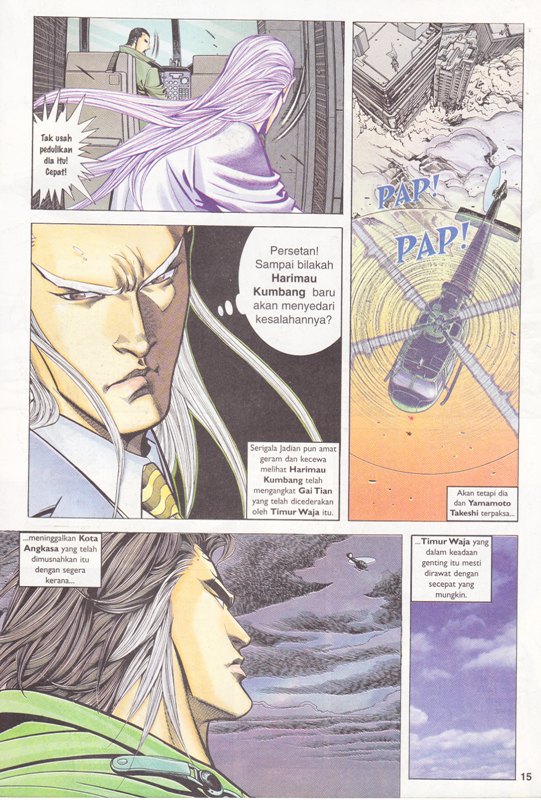 Tak usah
pedulikan
dia itu!
Cepat!
PAP!
PAP!
Persetan!
Sampai bilakah
Harimau
Kumbang baru
akan menyedari
kesalahannya?
Serigala Jadian pun amat
geram dan kecewa
melihat Harimau
Kumbang telah
mengangkat Gai Tian
yang telah dicederakan
oleh Timur Waja itu.
Akan tetapi dia
dan Yamamoto
Takeshi terpaksa...
...meninggalkan Kota
Angkasa yang telah
dimusnahkan itu
dengan segera
kerana...
...Timur Waja yang
dalam keadaan
genting itu mesti
dirawat dengan
secepat yang
mungkin.
15